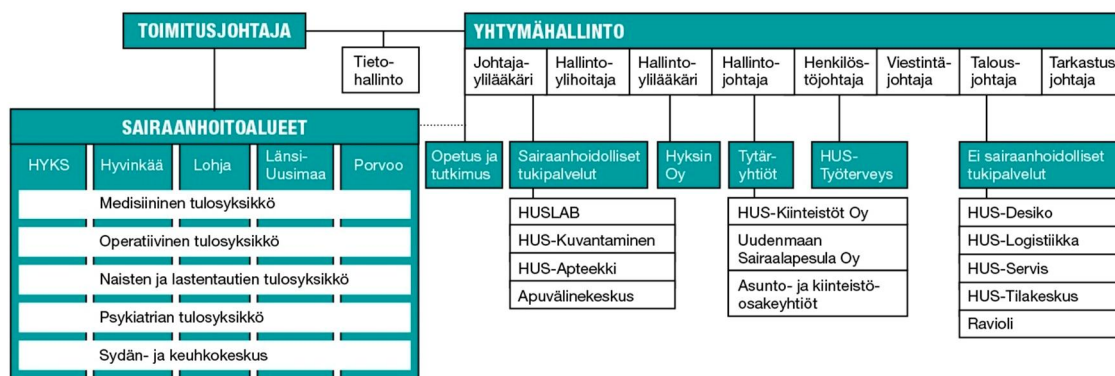 TOIMITUSJOHTAJA
YHTYMÄHALLINTO
Tieto-
hallinto
Johtaja-
ylilääkäri
Hallinto-
ylihoitaja
Hallinto-
ylilääkäri
Hallinto-
johtaja
Henkilös-
töjohtaja
Viestintä-
johtaja
Talous-
johtaja
Tarkastus
johtaja
SAIRAANHOITOALUEET
HYKS
Hyvinkää
Lohja
Länsi-
Uusimaa
Porvoo
Medisiininen tulosyksikkö
Operatiivinen tulosyksikkö
Naisten ja lastentautien tulosyksikkö
Psykiatrian tulosyksikkö
Sydän- ja keuhkokeskus
Opetus ja
tutkimus
Sairaanhoidolliset
tukipalvelut
HUSLAB
HUS-Kuvantaminen
HUS-Apteekki
Apuvälinekeskus
Hyksin
Oy
Tytär-
yhtiöt
HUS-Kiinteistöt Oy
Uudenmaan
Sairaalapesula Oy
Asunto- ja kiinteistö-
osakeyhtiöt
HUS-
Työterveys
Ei sairaanhoidolliset
tukipalvelut
HUS-Desiko
HUS-Logistiikka
HUS-Servis
HUS-Tilakeskus
Ravioli